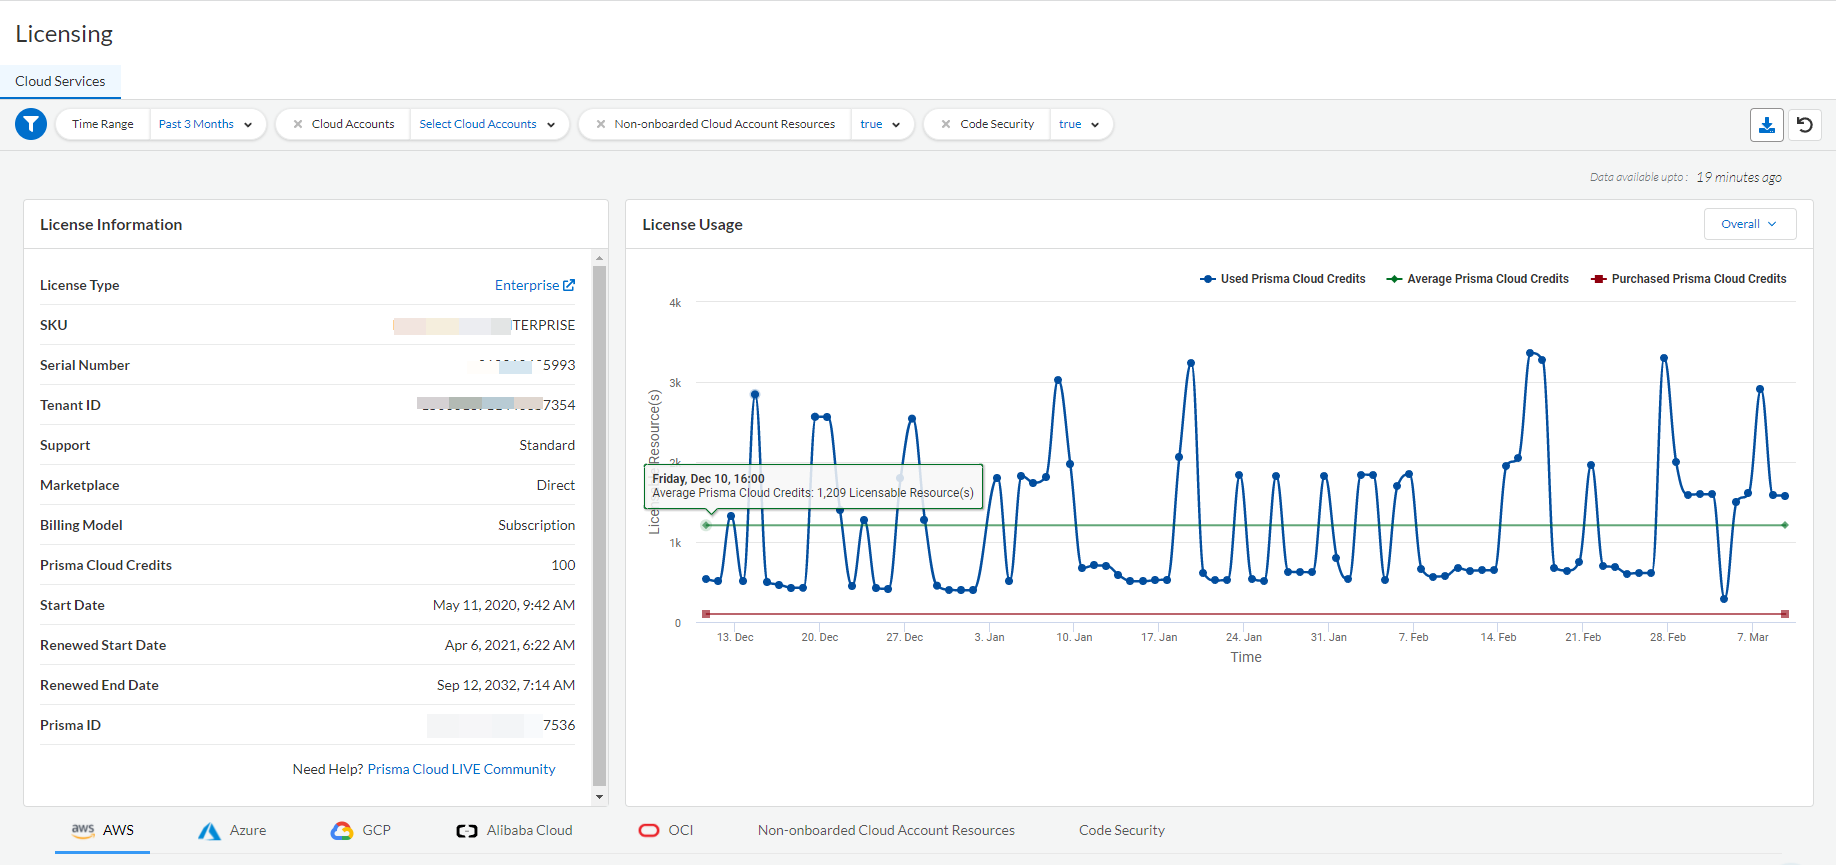 Licensing
Cloud Services
Time Range Past 3 Months Cloud Accounts Select Cloud Accounts Non-onboarded Cloud Account Resources true Code Security true
Data available upto : 19 minutes ago
License Information
License Type Enterprise
SKU TERPRISE
Serial Number 5993
Tenant ID 7354
Support Standard
Marketplace Direct
Billing Model Subscription
Prisma Cloud Credits 100
Start Date May 11, 2020, 9:42 AM
Renewed Start Date Apr 6, 2021, 6:22 AM
Renewed End Date Sep 12, 2032, 7:14 AM
Prisma ID 7536
Need Help? Prisma Cloud LIVE Community
License Usage Overall
Used Prisma Cloud Credits Average Prisma Cloud Credits Purchased Prisma Cloud Credits
4k
3k
2k
1k
0
Resource(s)
Friday, Dec 10, 16:00
Average Prisma Cloud Credits: 1,209 Licensable Resource(s)
13. Dec 20. Dec 27. Dec 3. Jan 10. Jan 17. Jan 24. Jan 31. Jan 7. Feb 14. Feb 21. Feb 28. Feb 7. Mar
Time
aws AWS Azure GCP Alibaba Cloud OCI Non-onboarded Cloud Account Resources Code Security